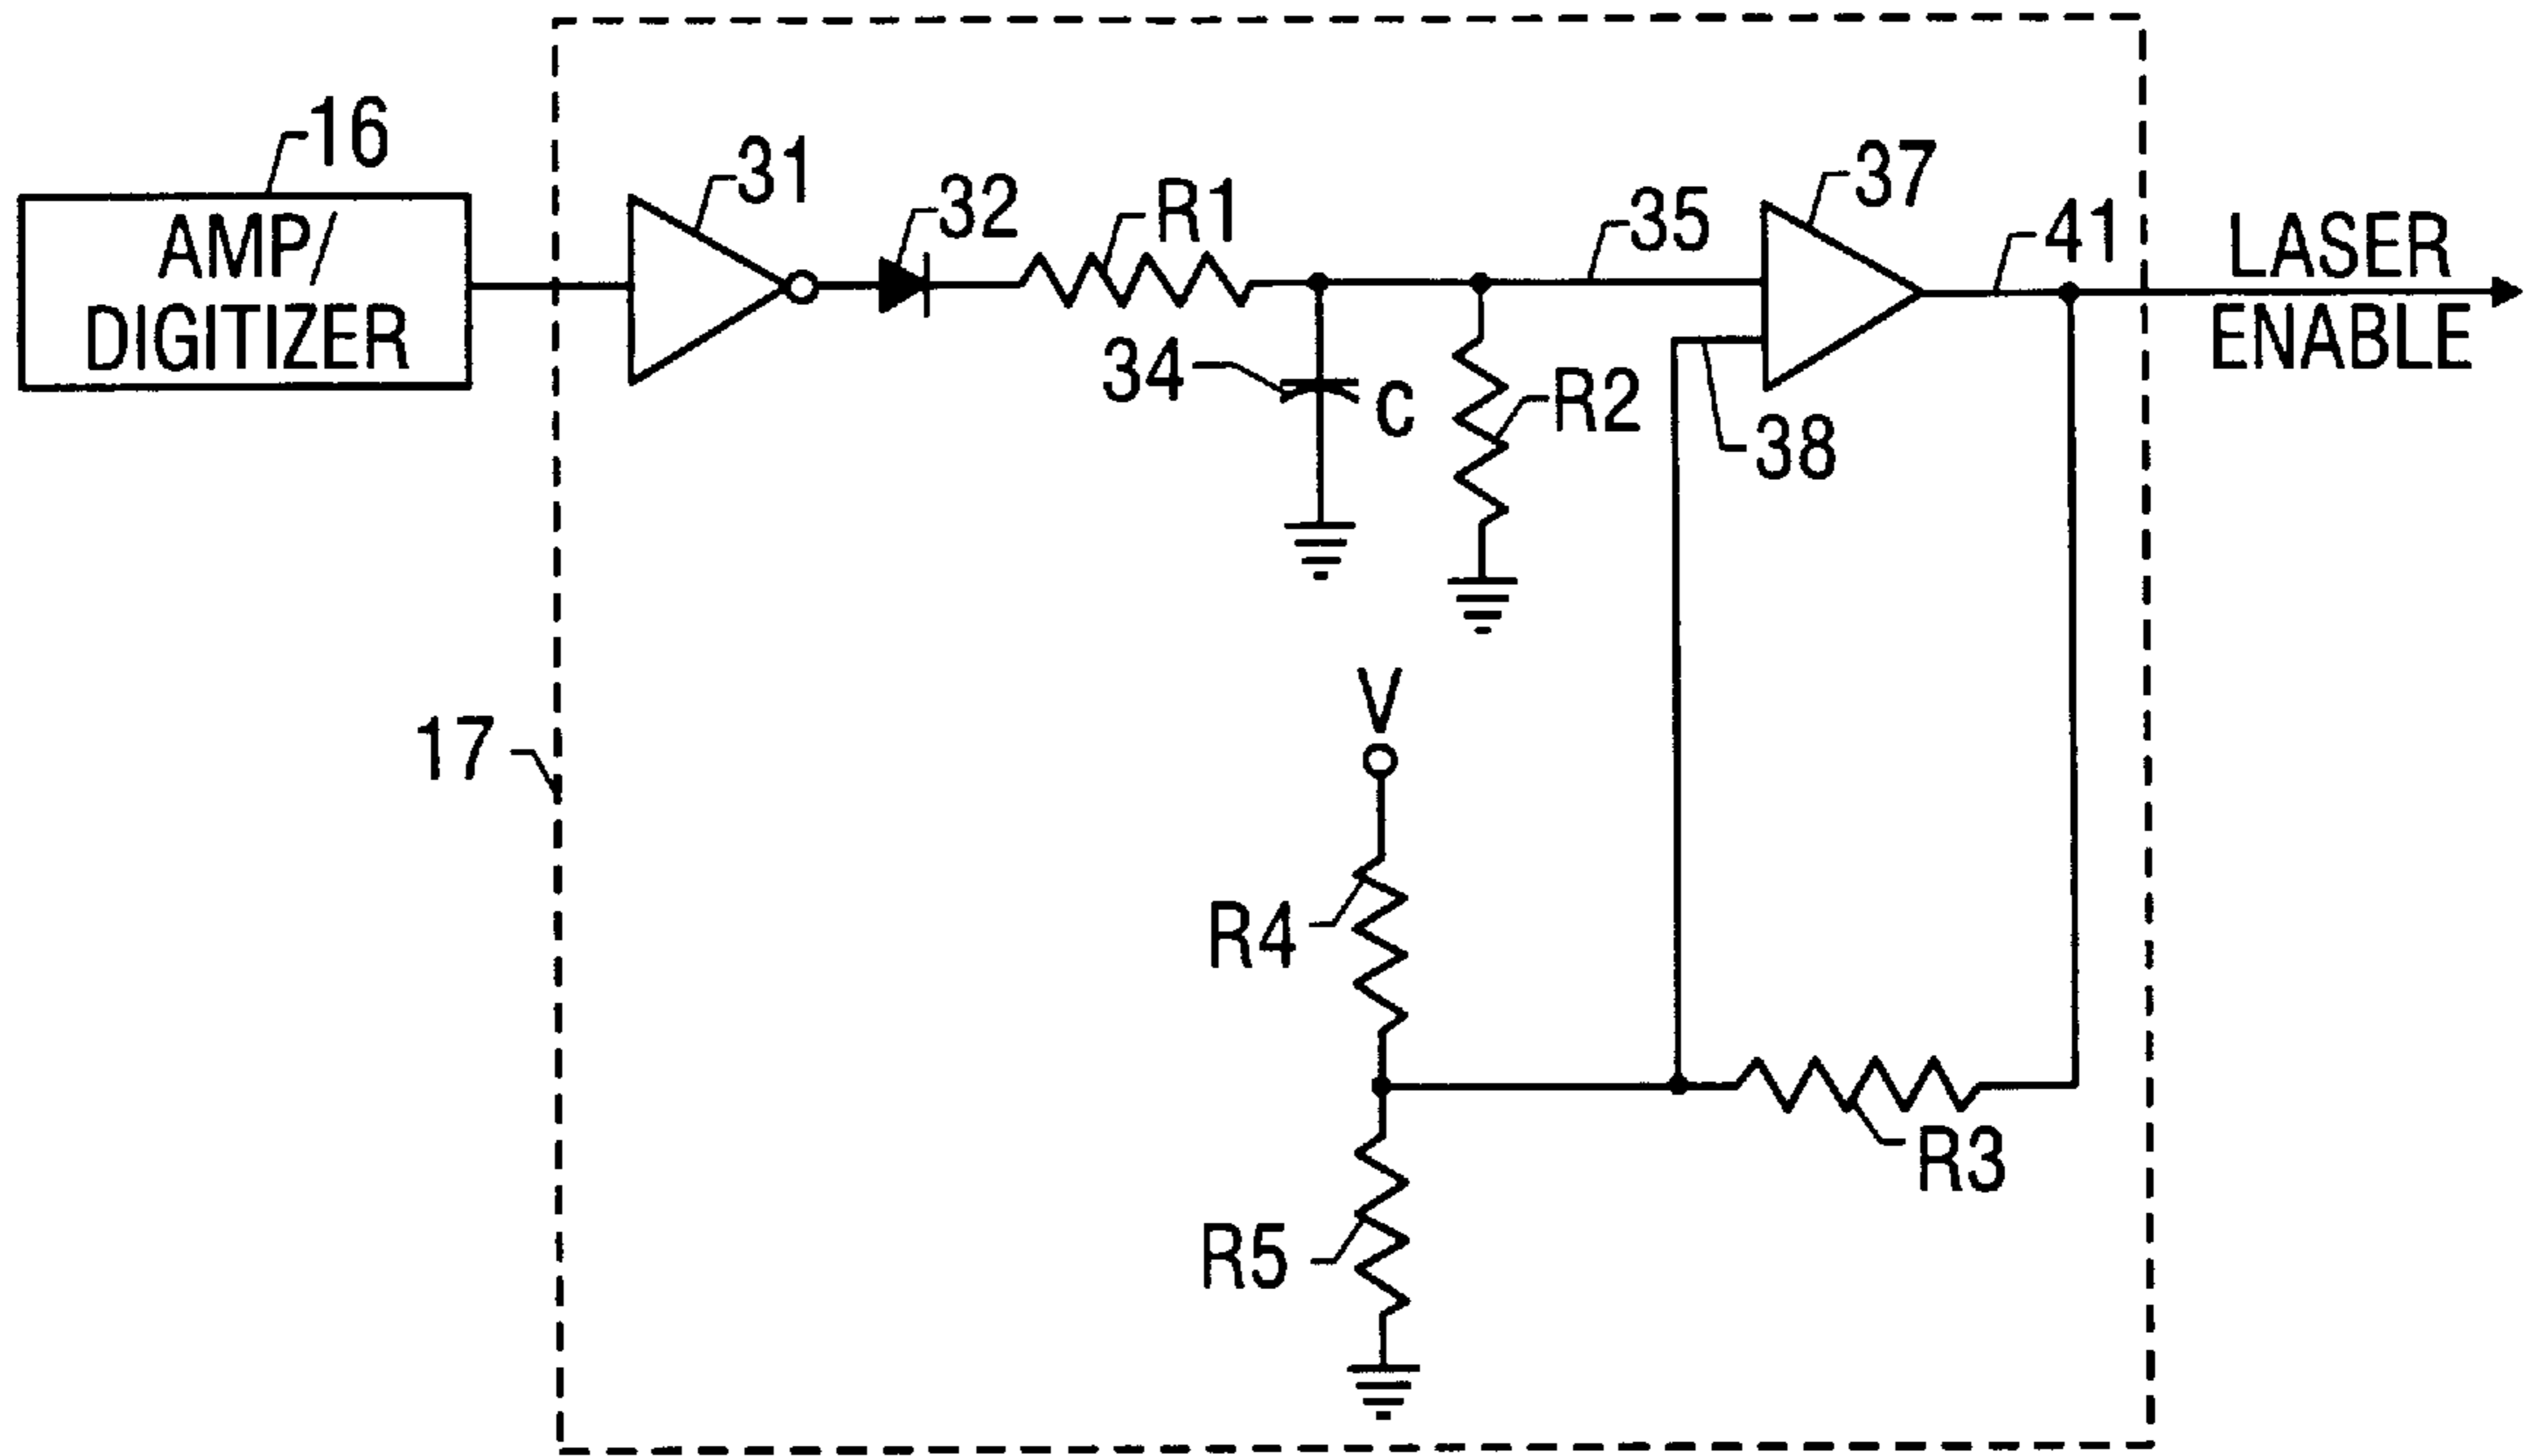 16
AMP/
DIGITIZER
31
32
R1
35
37
41
LASER
ENABLE
34
C
R2
38
17
V
R4
R3
R5